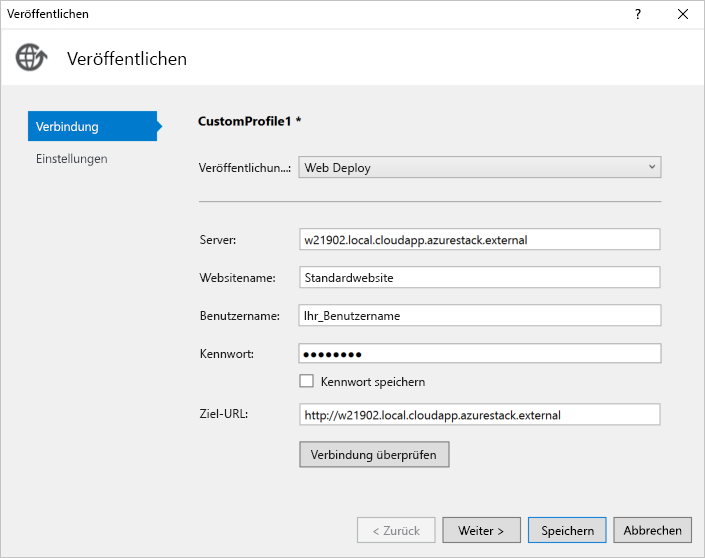 Veröffentlichen
?
Veröffentlichen
Verbindung
Einstellungen
CustomProfile1 *
Veröffentlichun...: Web Deploy
Server: w21902.local.cloudapp.azurestack.external
Websitename: Standardwebsite
Benutzername: Ihr_Benutzername
Kennwort: ●●●●●●●●
Kennwort speichern
Ziel-URL: http://w21902.local.cloudapp.azurestack.external
Verbindung überprüfen
< Zurück Weiter > Speichern Abbrechen